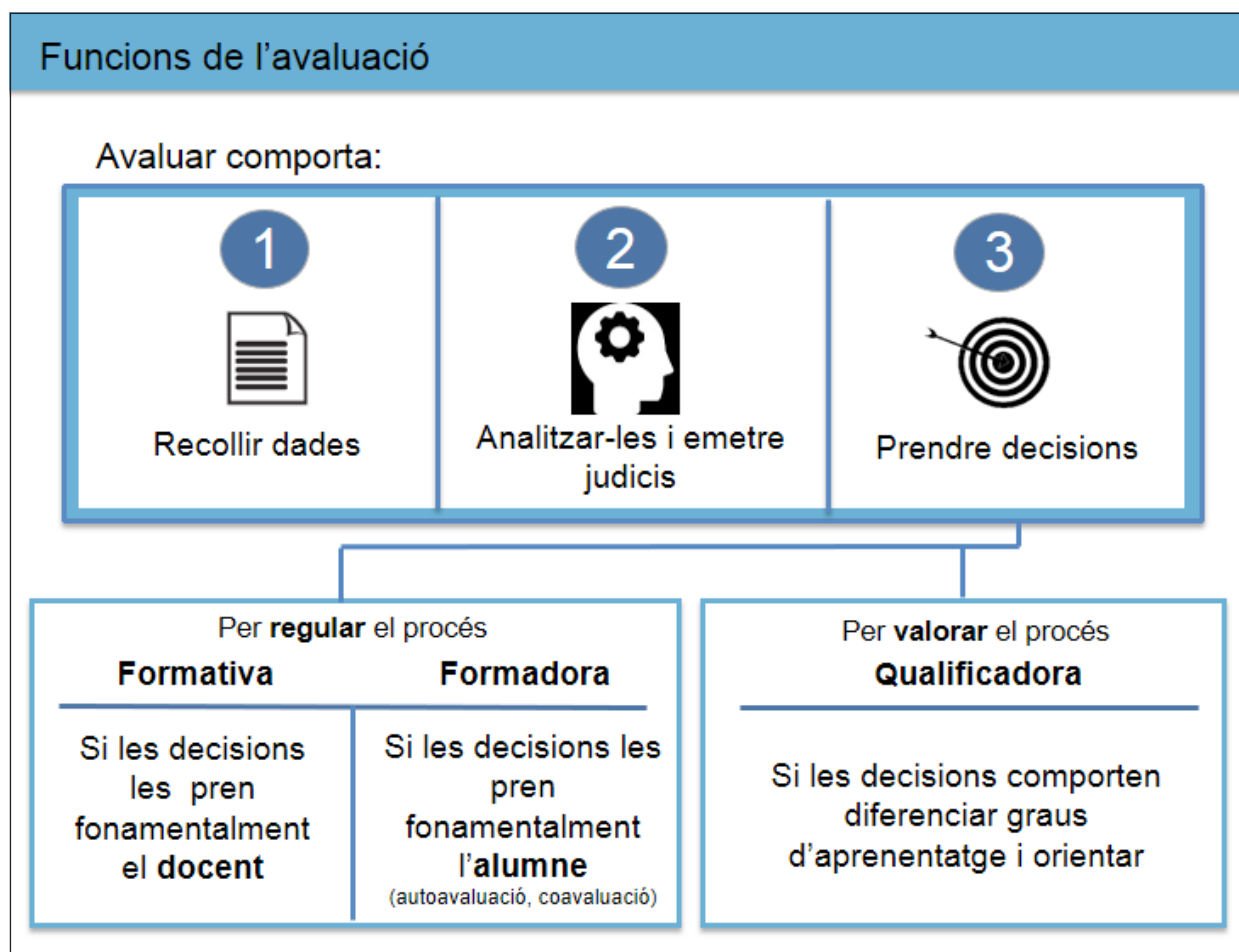 Funcions de l’avaluació
Avaluar comporta:
1
2
3
Recollir dades
Analitzar-les i emetre
judicis
Prendre decisions
Per regular el procés
Formativa
Formadora
Si les decisions
les pren
fonamentalment
el docent
Si les decisions les
pren
fonamentalment
l’alumne
(autoavaluació, coavaluació)
Per valorar el procés
Qualificadora
Si les decisions comporten
diferenciar graus
d’aprenentatge i orientar